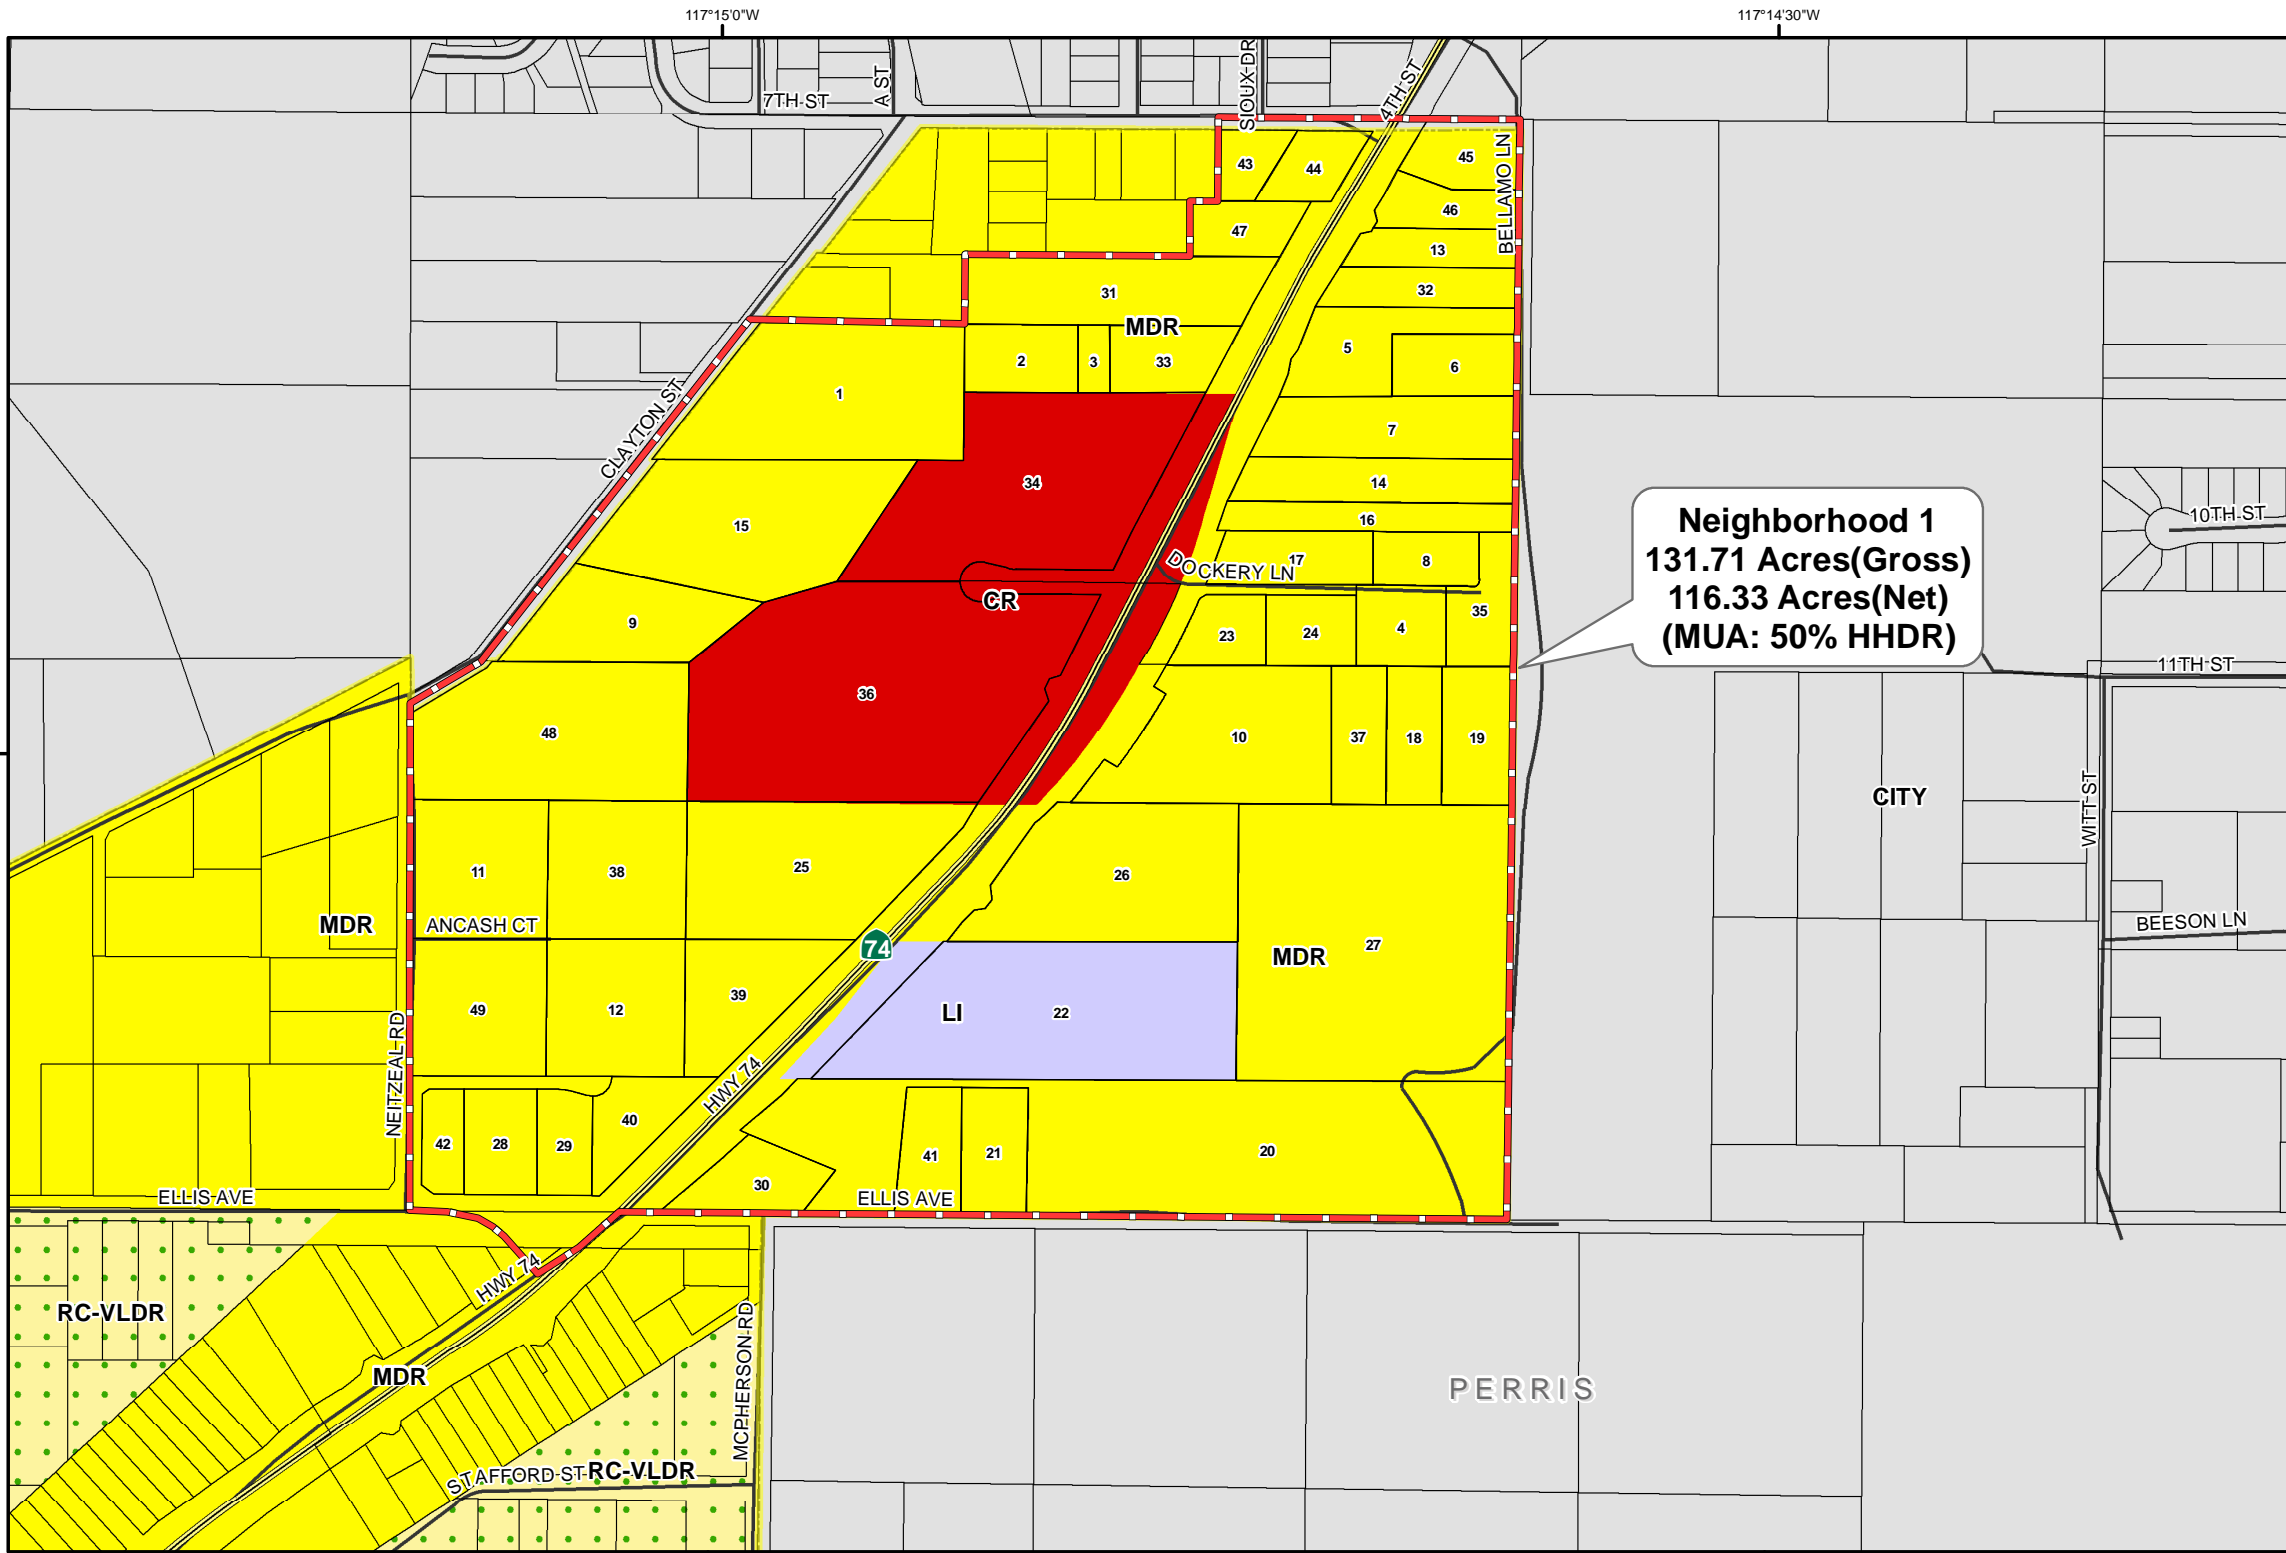 117°15'0"W
117°14'30"W
7TH ST
A ST
SIOUX DR
4TH ST
BELLAMO LN
43
44
45
46
47
13
31
32
MDR
2
3
33
5
6
1
7
CLAYTON ST
34
14
15
16
17
8
DOCKERY LN
CR
Neighborhood 1
131.71 Acres(Gross)
116.33 Acres(Net)
(MUA: 50% HHDR)
10TH ST
9
23
24
4
35
11TH ST
36
48
10
37
18
19
CITY
WITT ST
11
38
25
26
MDR
ANCASH CT
74
MDR
27
BEESON LN
49
12
39
LI
22
NEITZEAL RD
HWY 74
42
28
29
40
30
41
21
20
ELLIS AVE
ELLIS AVE
HWY 74
RC-VLDR
MDR
MCPHERSON RD
PERRIS
STAFFORD ST
RC-VLDR